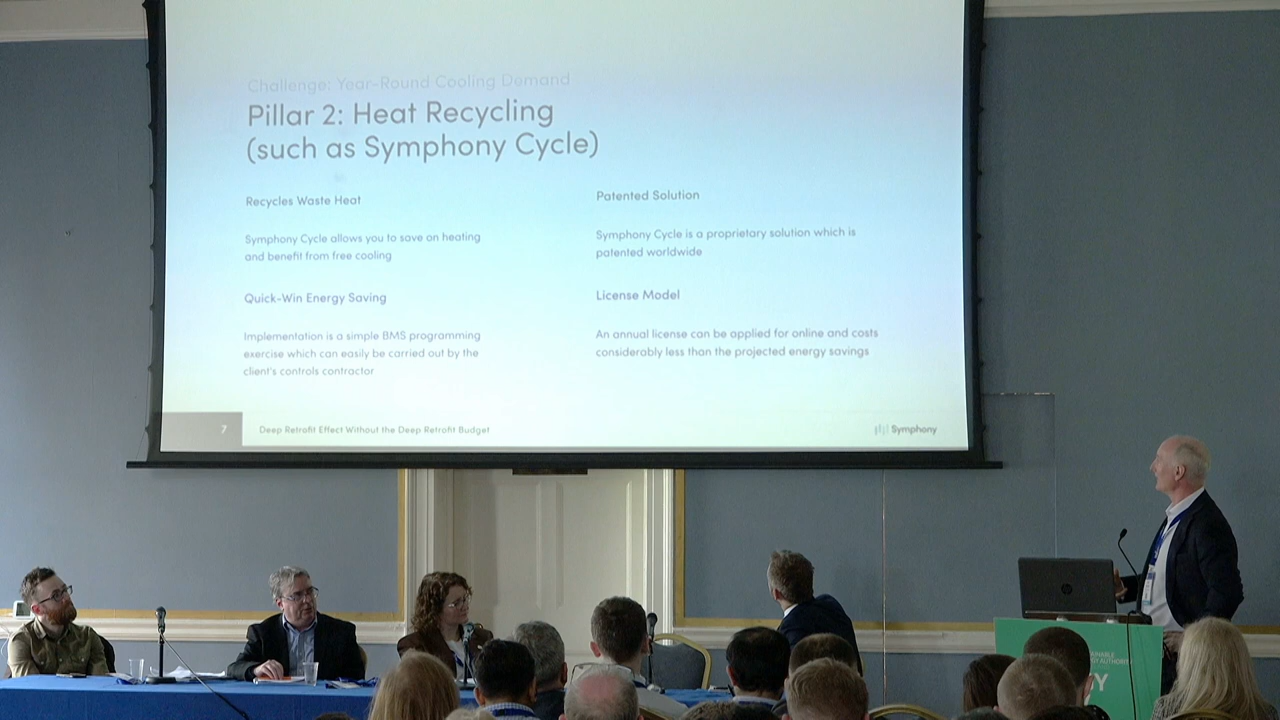 Challenge: Year-Round Cooling Demand
Pillar 2: Heat Recycling
(such as Symphony Cycle)
Recycles Waste Heat
Symphony Cycle allows you to save on heating
and benefit from free cooling
Quick-Win Energy Saving
Implementation is a simple BMS programming
exercise which can easily be carried out by the
client's controls contractor
Patented Solution
Symphony Cycle is a proprietary solution which is
patented worldwide
License Model
An annual license can be applied for online and costs
considerably less than the projected energy savings
7
Deep Retrofit Effect Without the Deep Retrofit Budget
Symphony
hp
AUTHORITY